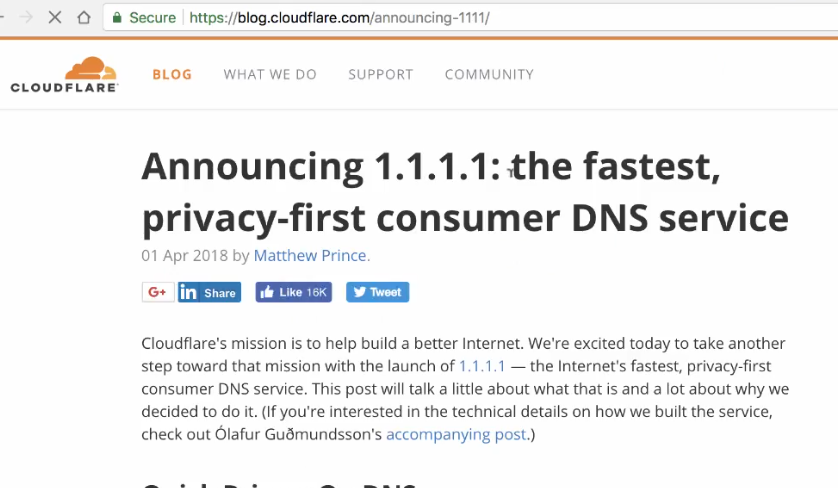 Secure https://blog.cloudflare.com/announcing-1111/
CLOUDFLARE BLOG WHAT WE DO SUPPORT COMMUNITY
Announcing 1.1.1.1: the fastest,
privacy-first consumer DNS service
01 Apr 2018 by Matthew Prince.
G+ in Share Like 16K Tweet
Cloudflare's mission is to help build a better Internet. We're excited today to take another
step toward that mission with the launch of 1.1.1.1 — the Internet's fastest, privacy-first
consumer DNS service. This post will talk a little about what that is and a lot about why we
decided to do it. (If you're interested in the technical details on how we built the service,
check out Ólafur Guðmundsson's accompanying post.)